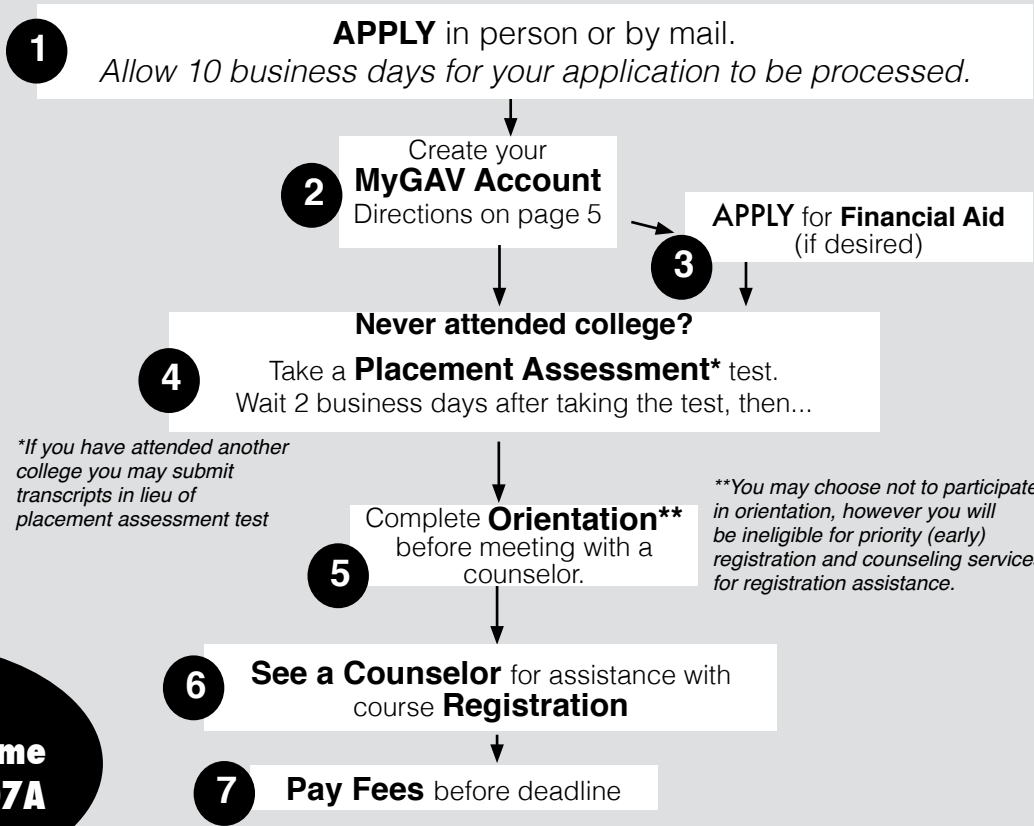 1
APPLY in person or by mail.
Allow 10 business days for your application to be processed.
2
Create your
MyGAV Account
Directions on page 5
3
APPLY for Financial Aid
(if desired)
4
Never attended college?
Take a Placement Assessment* test.
Wait 2 business days after taking the test, then...
*If you have attended another
college you may submit
transcripts in lieu of
placement assessment test
5
Complete Orientation**
before meeting with a
counselor.
**You may choose not to participate
in orientation, however you will
be ineligible for priority (early)
registration and counseling
for registration assistance.
6
See a Counselor for assistance with
course Registration
7
Pay Fees before deadline